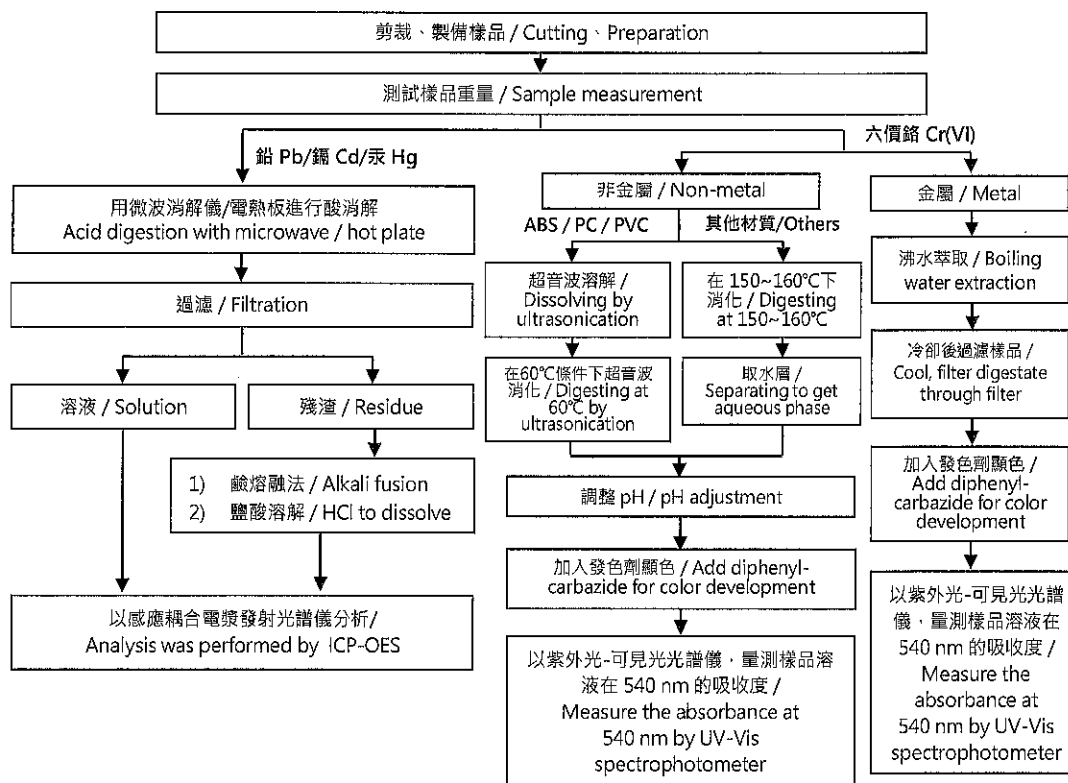 剪裁、製備樣品 / Cutting、Preparation
測試樣品重量 / Sample measurement
鉛 Pb/鎘 Cd/汞 Hg
六價鉻 Cr(VI)
用微波消解儀/電熱板進行酸消解
Acid digestion with microwave / hot plate
過濾 / Filtration
溶液 / Solution
殘渣 / Residue
1) 鹼熔融法 / Alkali fusion
2) 鹽酸溶解 / HCl to dissolve
以感應耦合電漿發射光譜儀分析/
Analysis was performed by ICP-OES
非金屬 / Non-metal
ABS / PC / PVC
其他材質/Others
超音波溶解 /
Dissolving by
ultrasonication
在60℃條件下超音波
消化 / Digesting at
60℃ by
ultrasonication
在 150~160℃下
消化 / Digesting
at 150~160℃
取水層 /
Separating to get
aqueous phase
調整 pH / pH adjustment
加入發色劑顯色 / Add diphenyl-
carbazide for color development
以紫外光-可見光光譜儀，量測樣品溶
液在 540 nm 的吸收度 /
Measure the absorbance at
540 nm by UV-Vis
spectrophotometer
金屬 / Metal
沸水萃取 / Boiling
water extraction
冷卻後過濾樣品 /
Cool, filter digestate
through filter
加入發色劑顯色 /
Add diphenyl-
carbazide for color
development
以紫外光-可見光光譜
儀，量測樣品溶液在
540 nm 的吸收度 /
Measure the
absorbance at
540 nm by UV-Vis
spectrophotometer